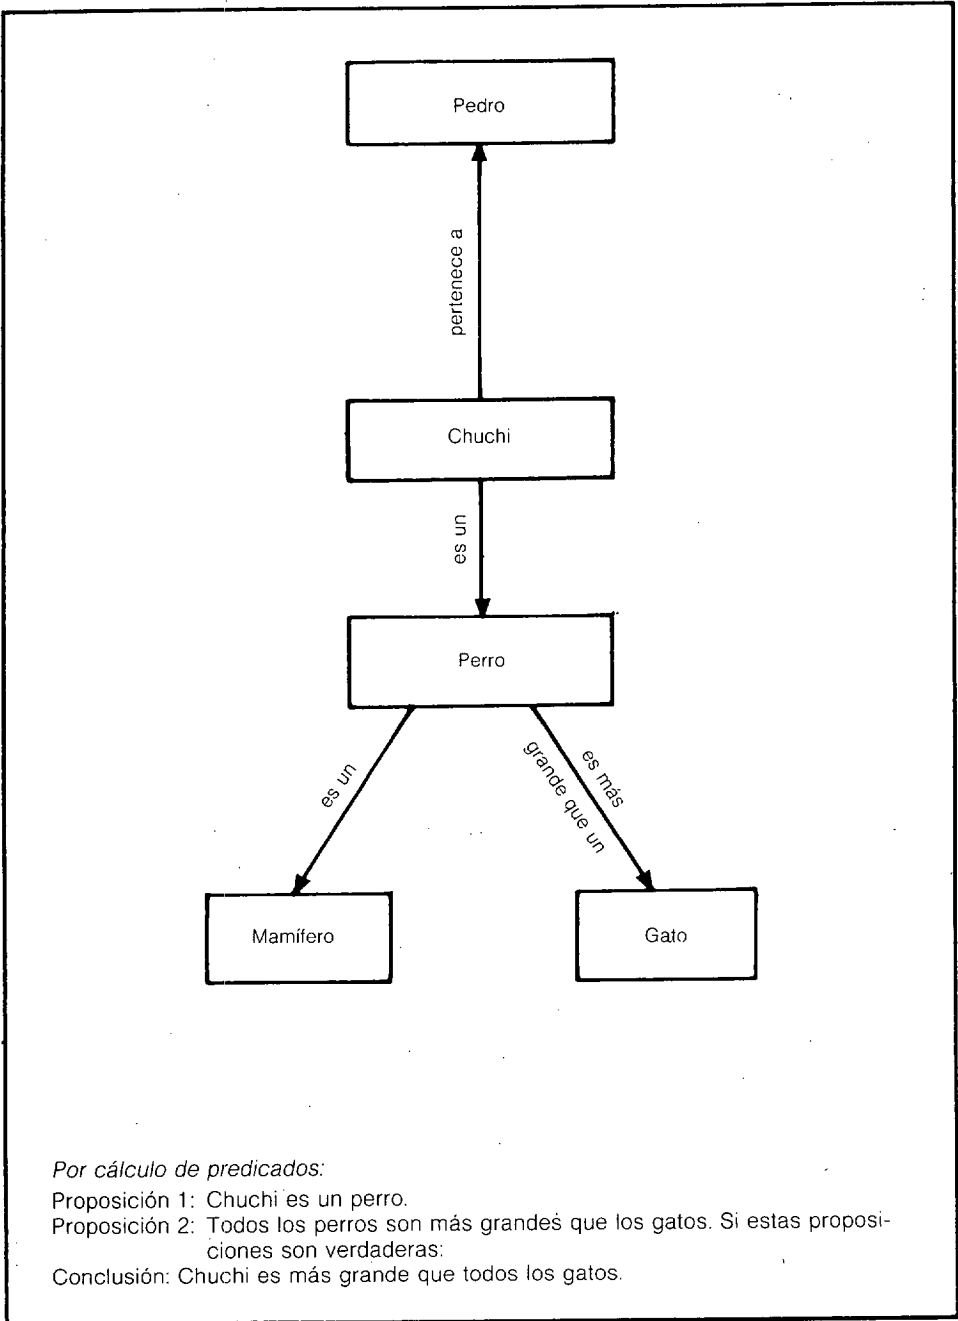 Pedro
pertenece a
Chuchi
es un
Perro
es un
es más
grande que un
Mamífero
Gato
Por cálculo de predicados:
Proposición 1: Chuchi es un perro.
Proposición 2: Todos los perros son más grandes que los gatos. Si estas proposi-
ciones son verdaderas:
Conclusión: Chuchi es más grande que todos los gatos.